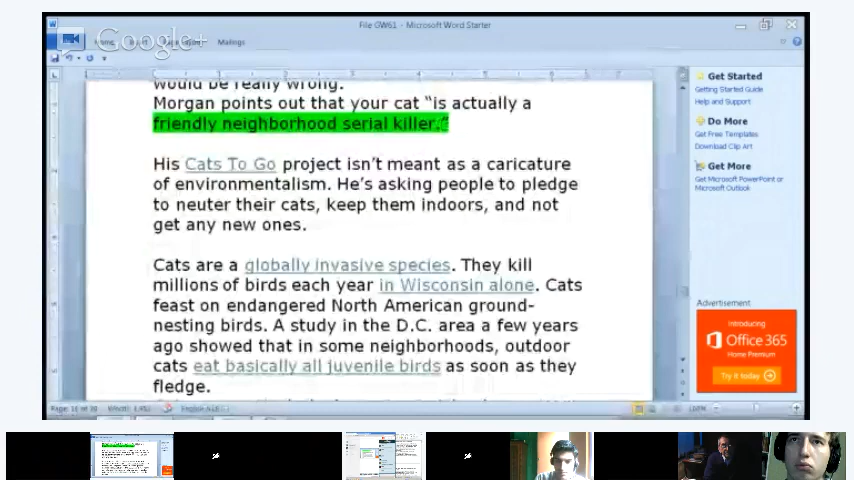 File GW61 - Microsoft Word Starter
Google+
Mailings
would be really wrong.
Morgan points out that your cat “is actually a
friendly neighborhood serial killer.”
His Cats To Go project isn’t meant as a caricature
of environmentalism. He’s asking people to pledge
to neuter their cats, keep them indoors, and not
get any new ones.
Cats are a globally invasive species. They kill
millions of birds each year in Wisconsin alone. Cats
feast on endangered North American ground-
nesting birds. A study in the D.C. area a few years
ago showed that in some neighborhoods, outdoor
cats eat basically all juvenile birds as soon as they
fledge.
Get Started
Getting Started Guide
Help and Support
Do More
Get Free Templates
Download Clip Art
Get More
Get Microsoft PowerPoint or
Microsoft Outlook
Advertisement
Introducing
Office 365
Home Premium
Try it today